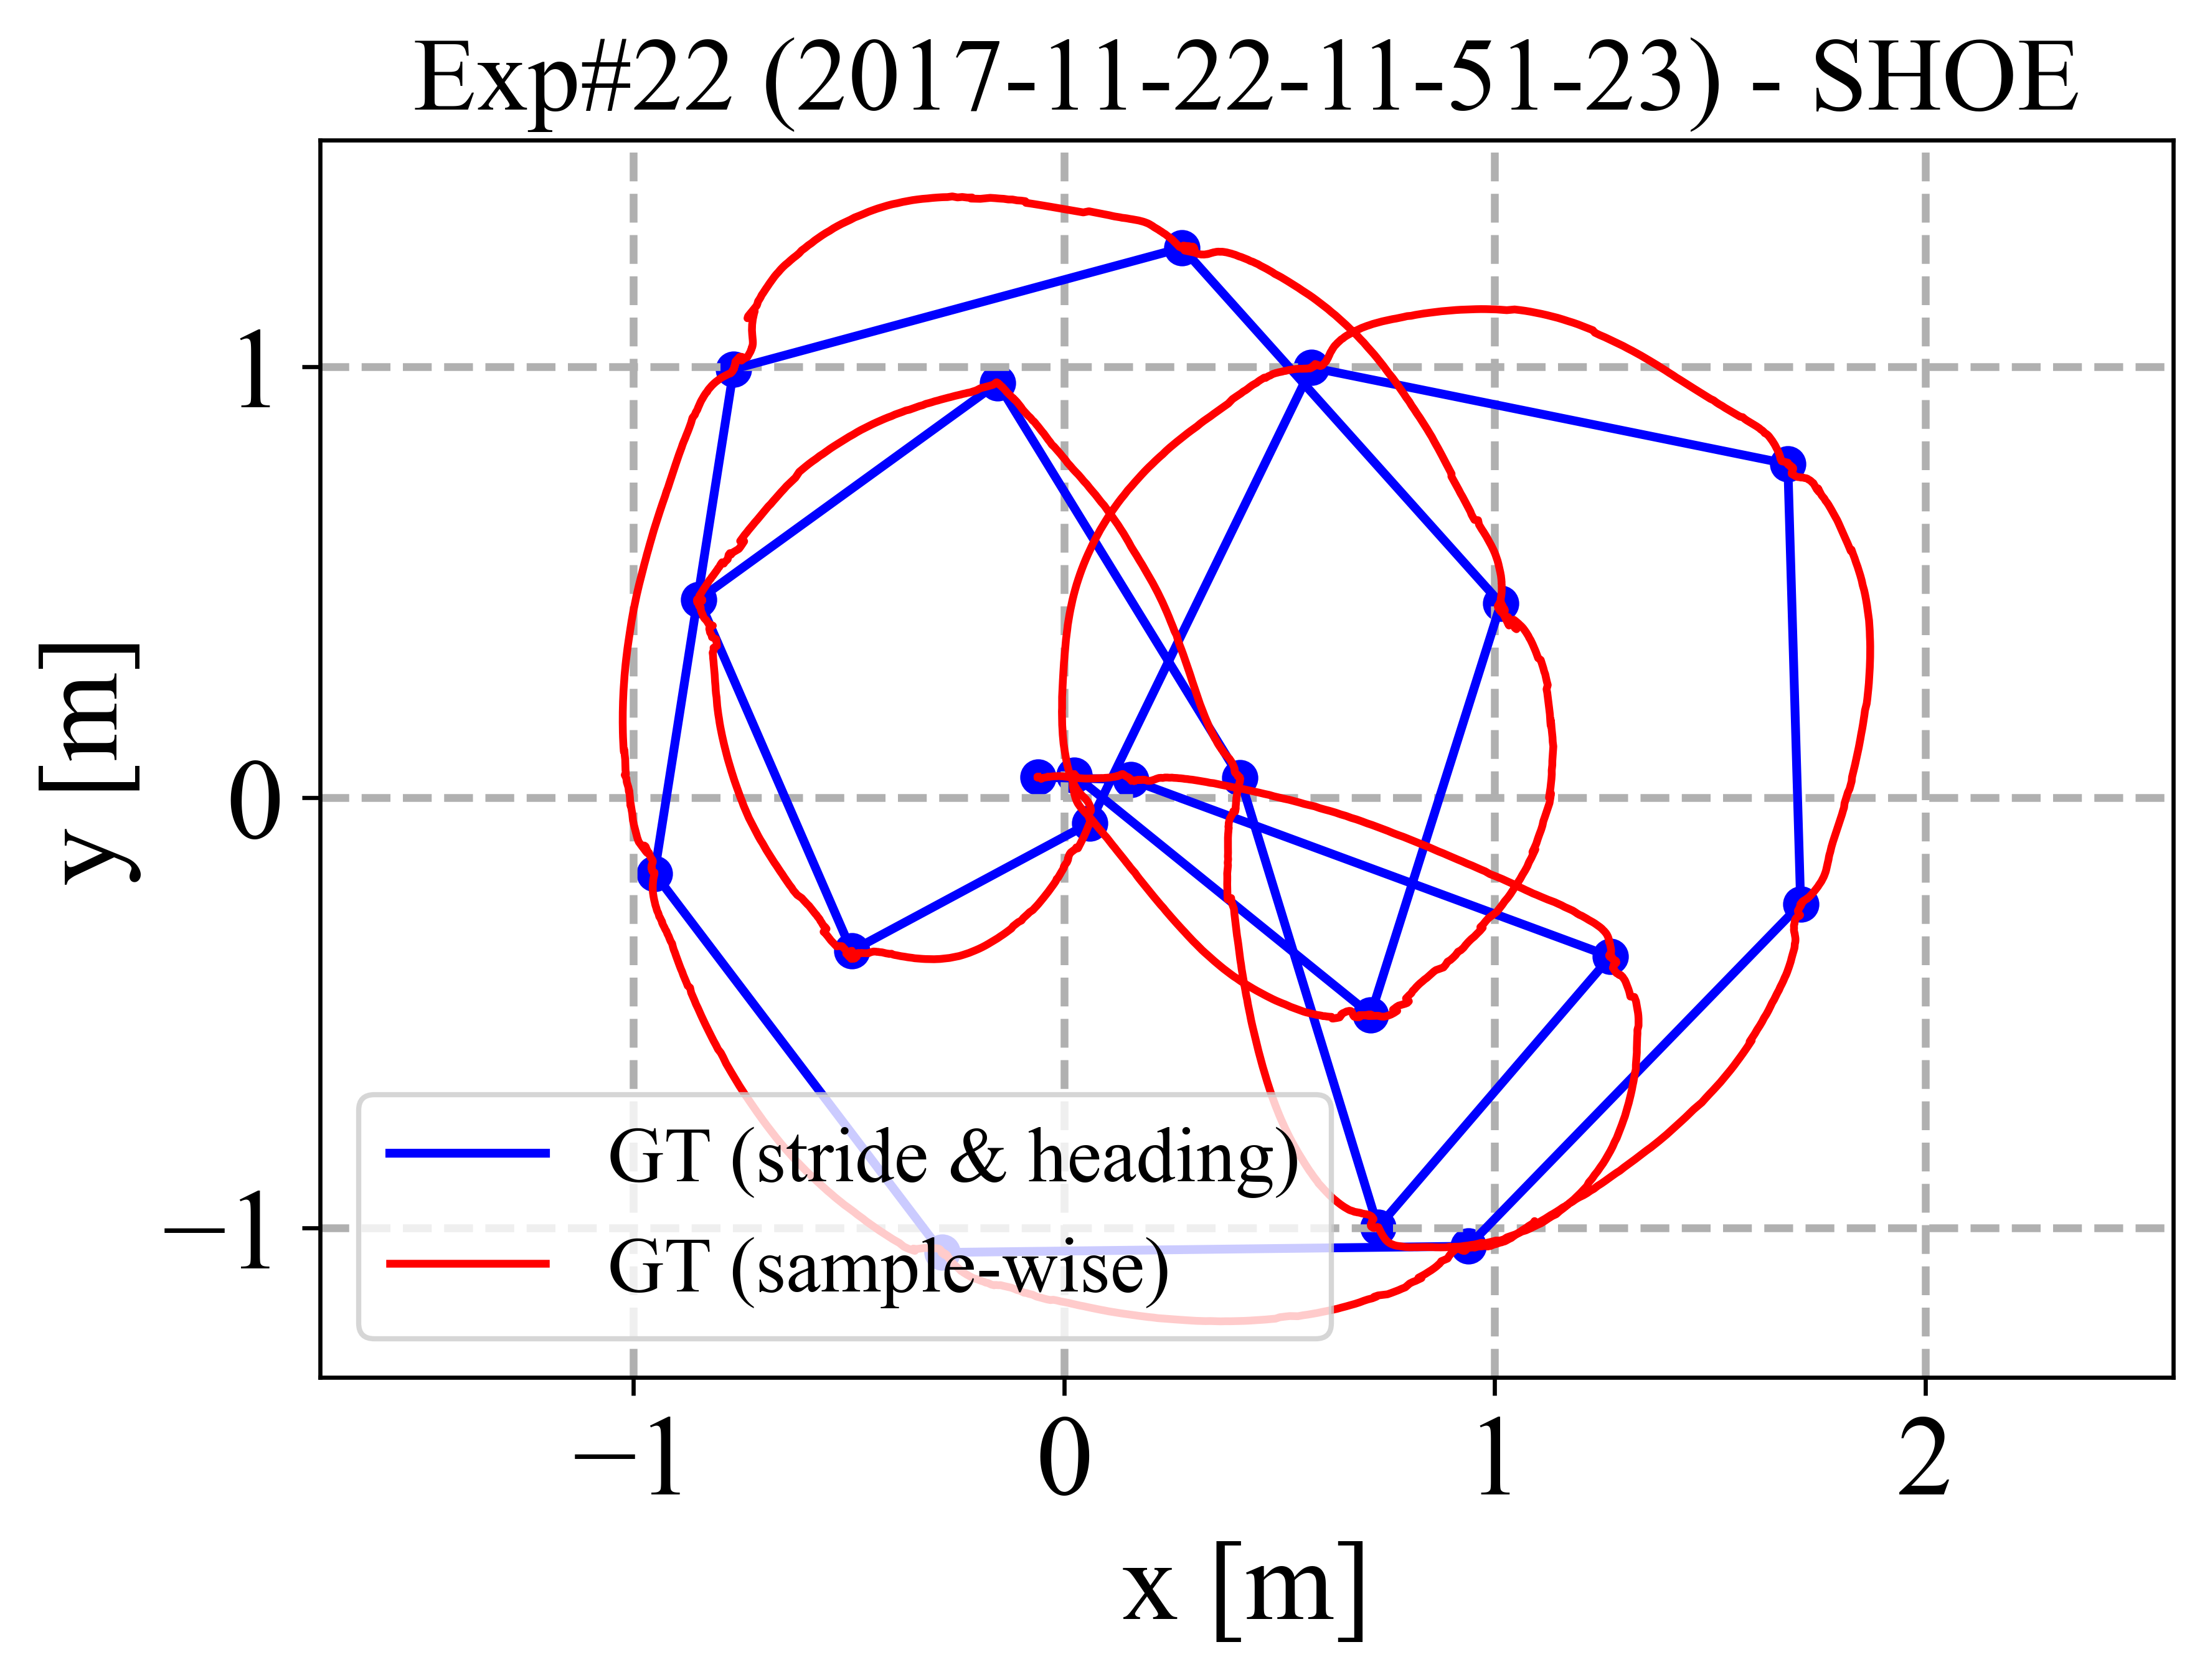 Exp#22 (2017-11-22-11-51-23) - SHOE
y [m]
1
0
−1
GT (stride & heading)
GT (sample-wise)
−1 0 1 2
x [m]